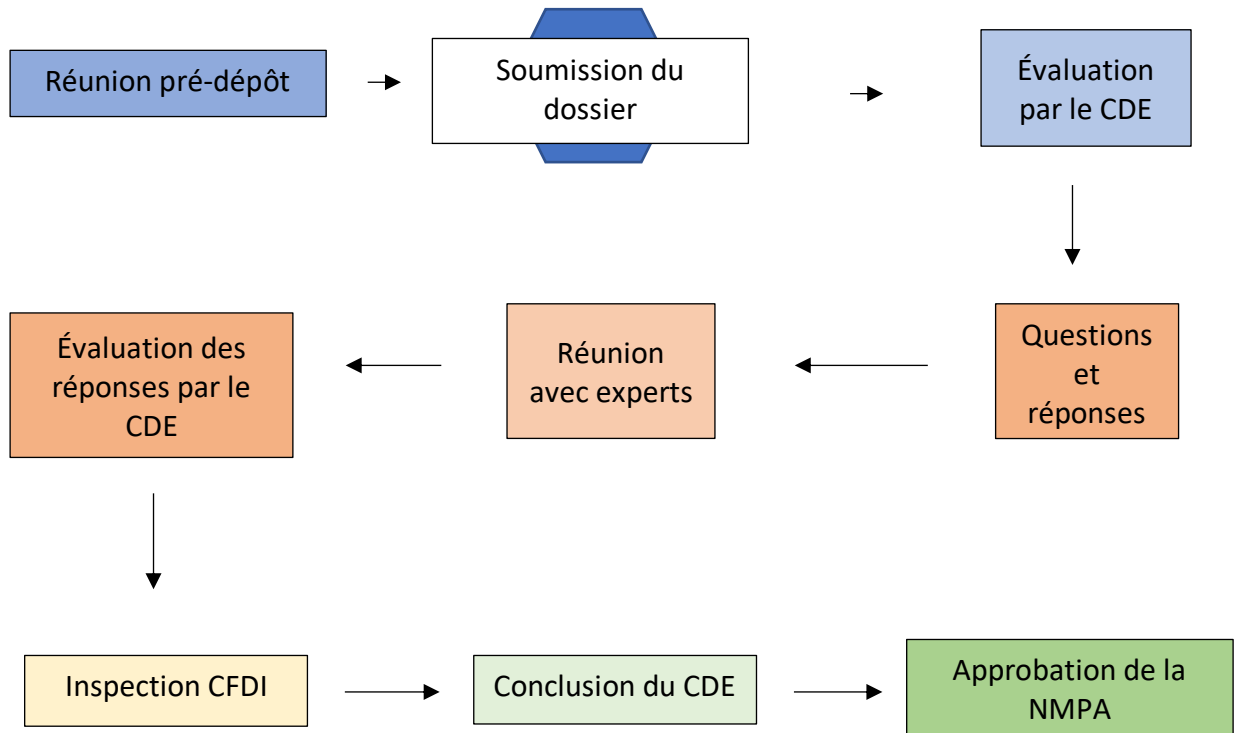 Réunion pré-dépôt
Soumission du
dossier
Évaluation
par le CDE
Questions
et
réponses
Réunion
avec experts
Évaluation des
réponses par le
CDE
Inspection CFDI
Conclusion du CDE
Approbation de la
NMPA